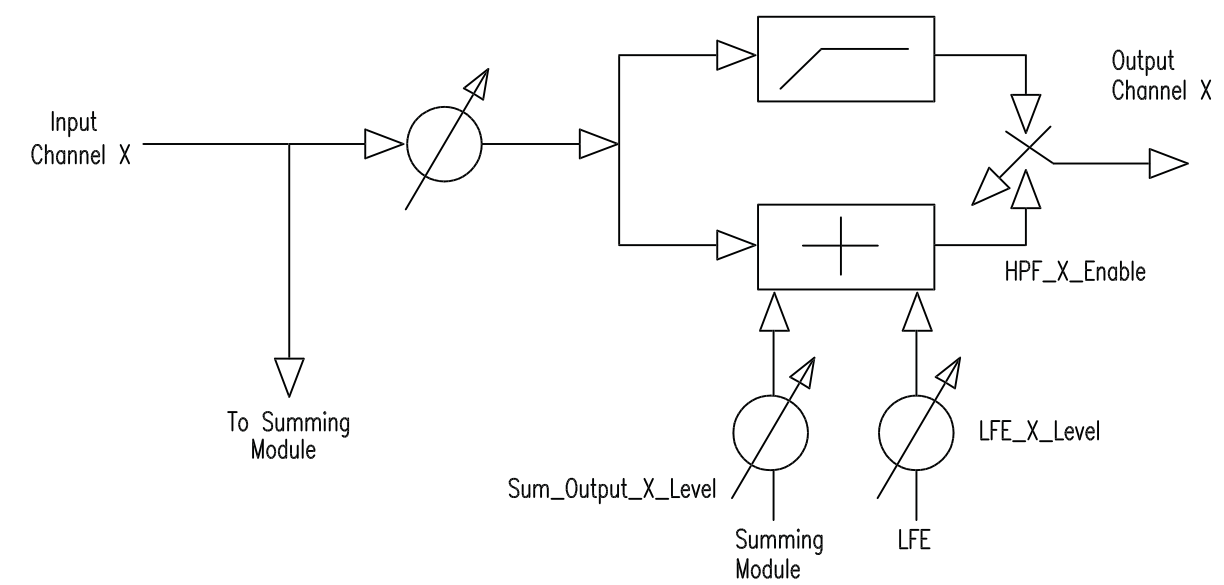 Input
Channel X
Output
Channel X
HPF_X_Enable
To Summing
Module
LFE_X_Level
Sum_Output_X_Level
Summing
Module
LFE